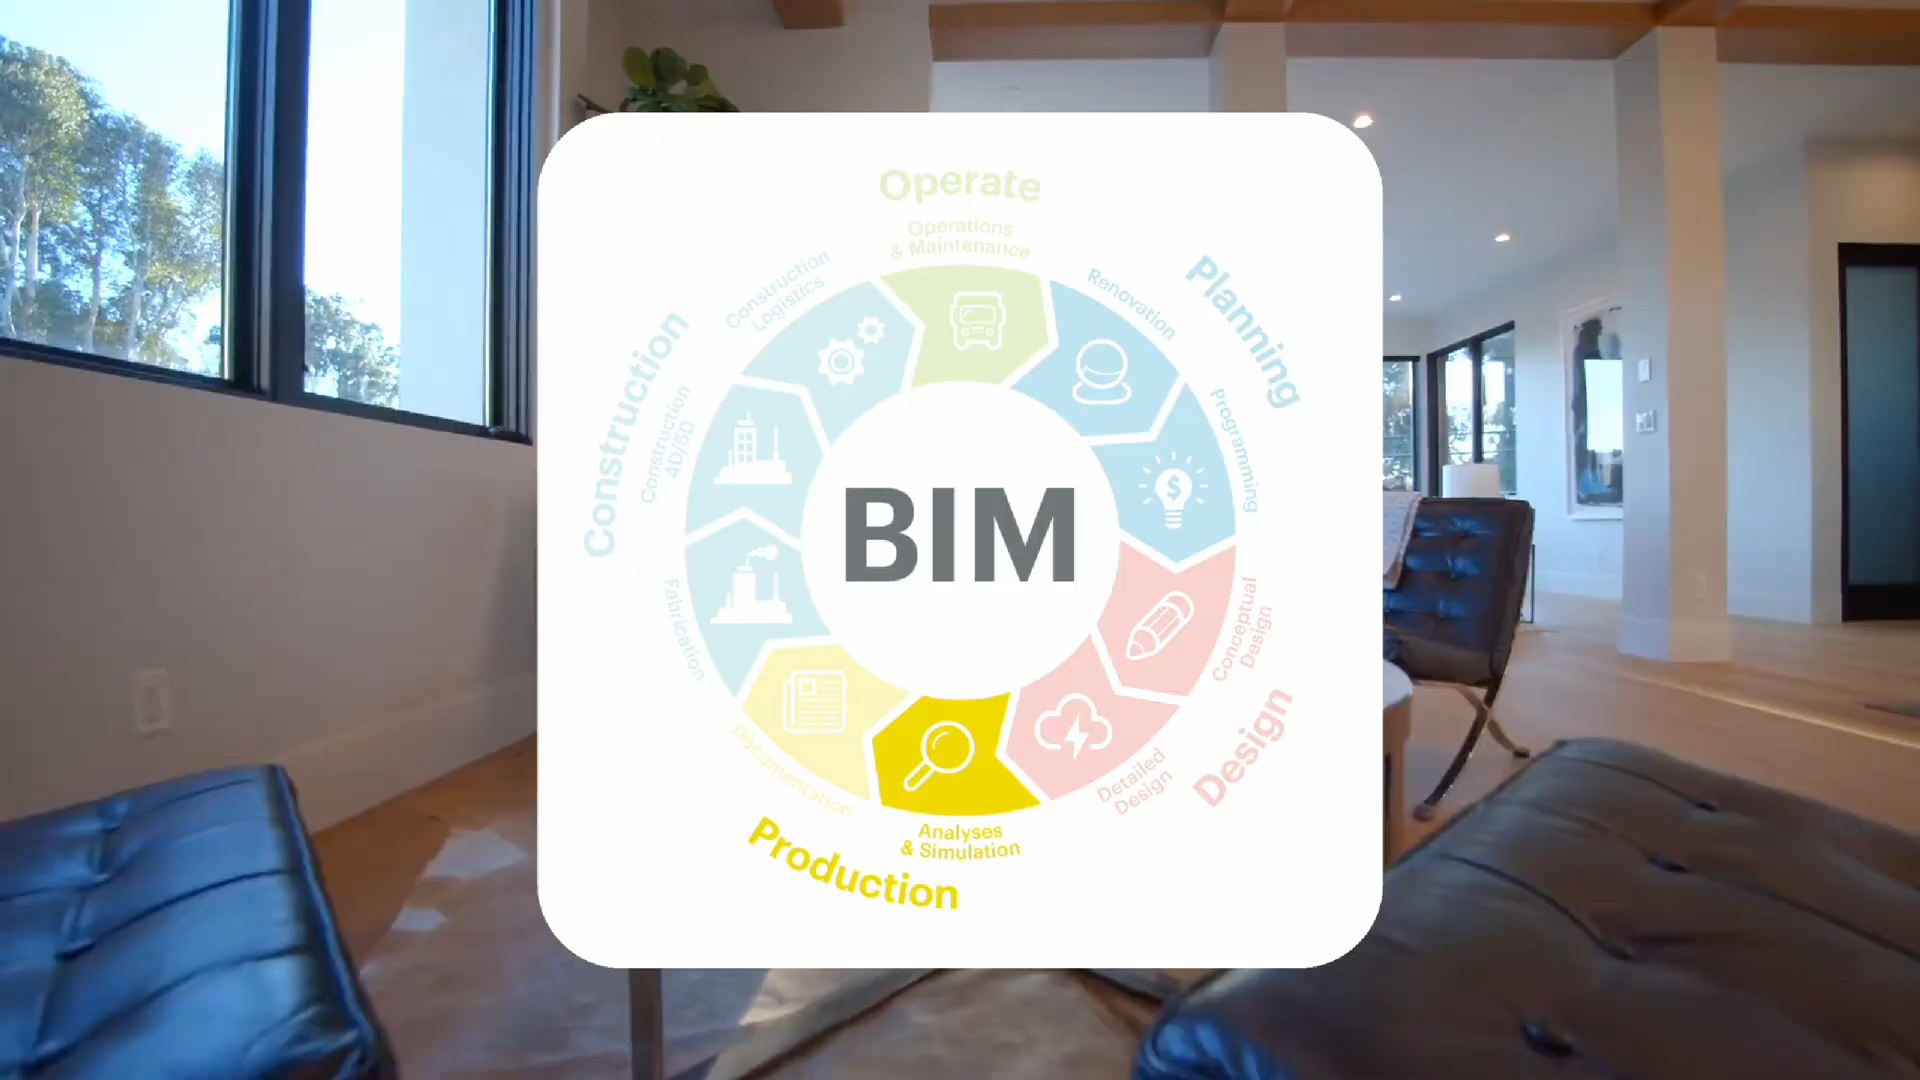 Operate
Operations
& Maintenance
Renovation
Planning
Programming
Conceptual
Design
Design
Detailed
Design
Analyses
& Simulation
Production
Documentation
Fabrication
Construction
4D/5D
Construction
Construction
Logistics
BIM
$